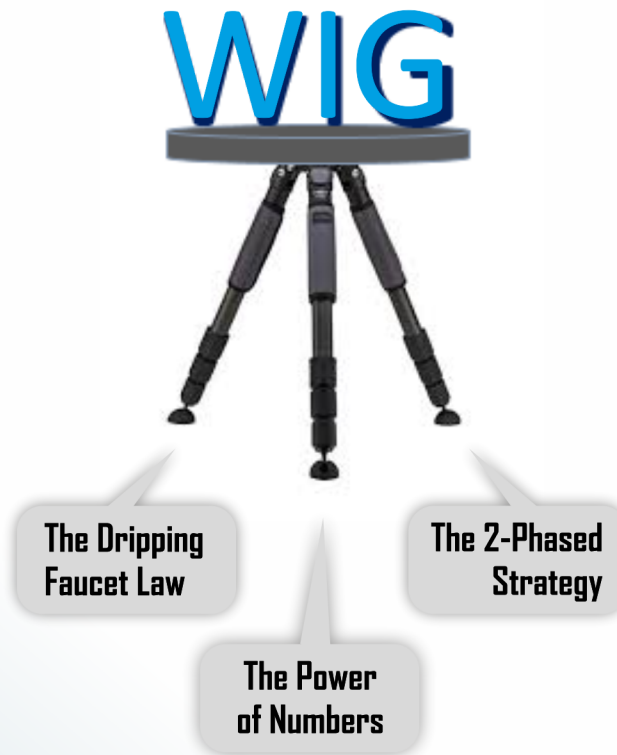 WIG
The Dripping
Faucet Law
The 2-Phased
Strategy
The Power
of Numbers